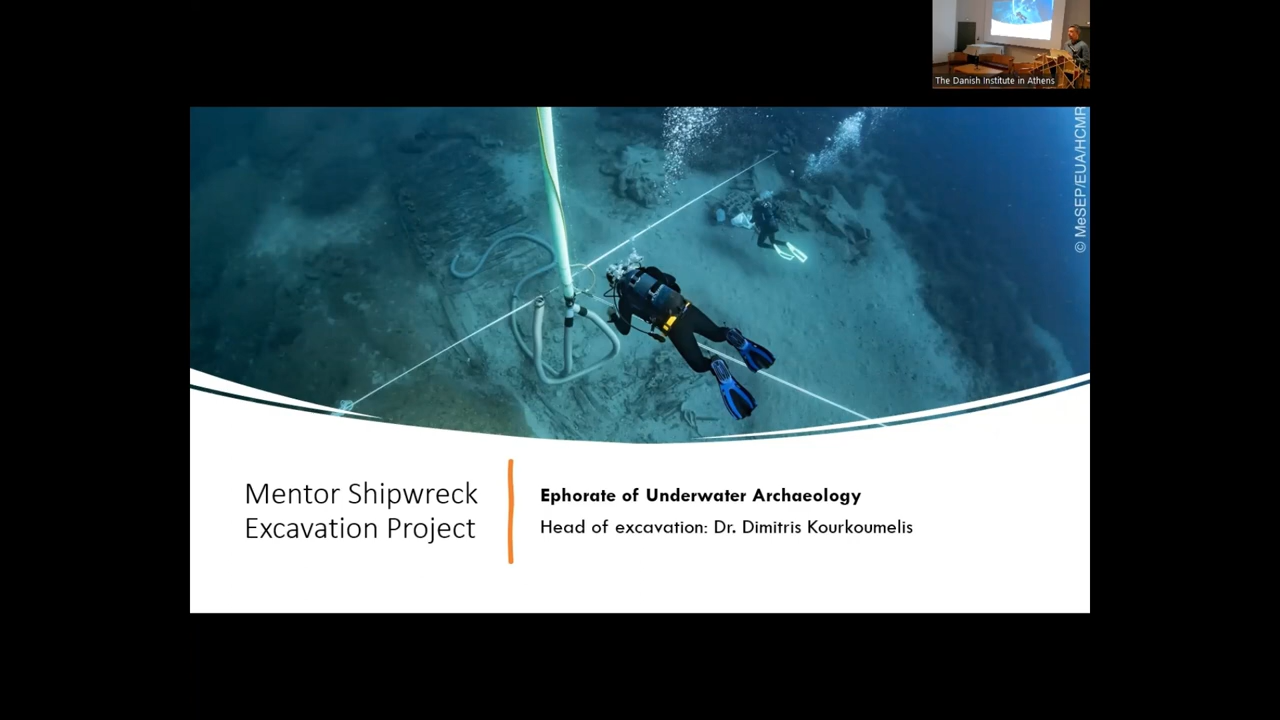 The Danish Institute in Athens
© MeSEP/EUA/HCMR
Mentor Shipwreck
Excavation Project
Ephorate of Underwater Archaeology
Head of excavation: Dr. Dimitris Kourkoumelis